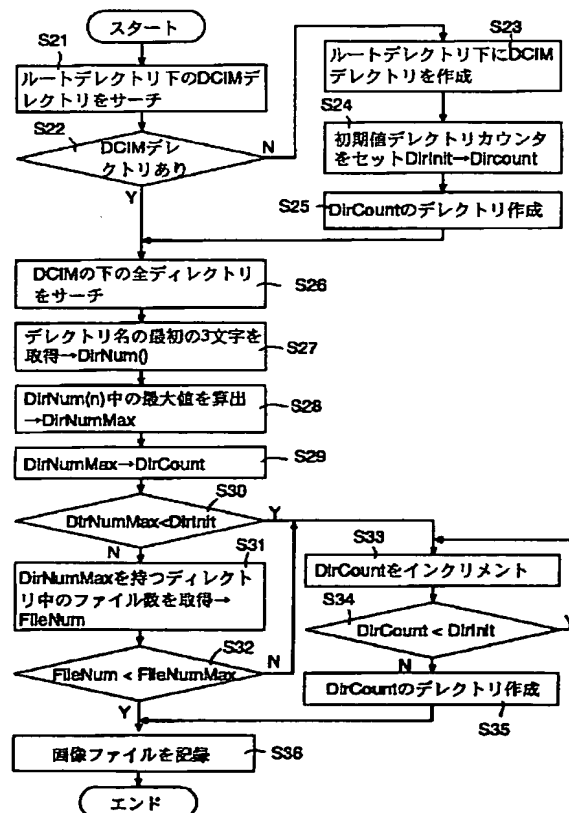 スタート
S21
ルートデレクトリ下のDCIMデ
レクトリをサーチ
S22
DCIMデレ
クトリあり
N
Y
S23
ルートデレクトリ下にDCIM
デレクトリを作成
S24
初期値デレクトリカウンタ
をセットDirInit→Dircount
S25
DirCountのデレクトリ作成
DCIMの下の全ディレクトリ
をサーチ
S26
デレクトリ名の最初の3文字を
取得→DirNum()
S27
DirNum(n)中の最大値を算出
→DirNumMax
S28
DirNumMax→DirCount
S29
S30
DirNumMax<DirInit
Y
N
S31
DirNumMaxを持つディレクト
リ中のファイル数を取得→
FileNum
S32
FileNum < FileNumMax
N
Y
S33
DirCountをインクリメント
S34
DirCount < DirInit
Y
N
DirCountのデレクトリ作成
S35
画像ファイルを記録
S36
エンド